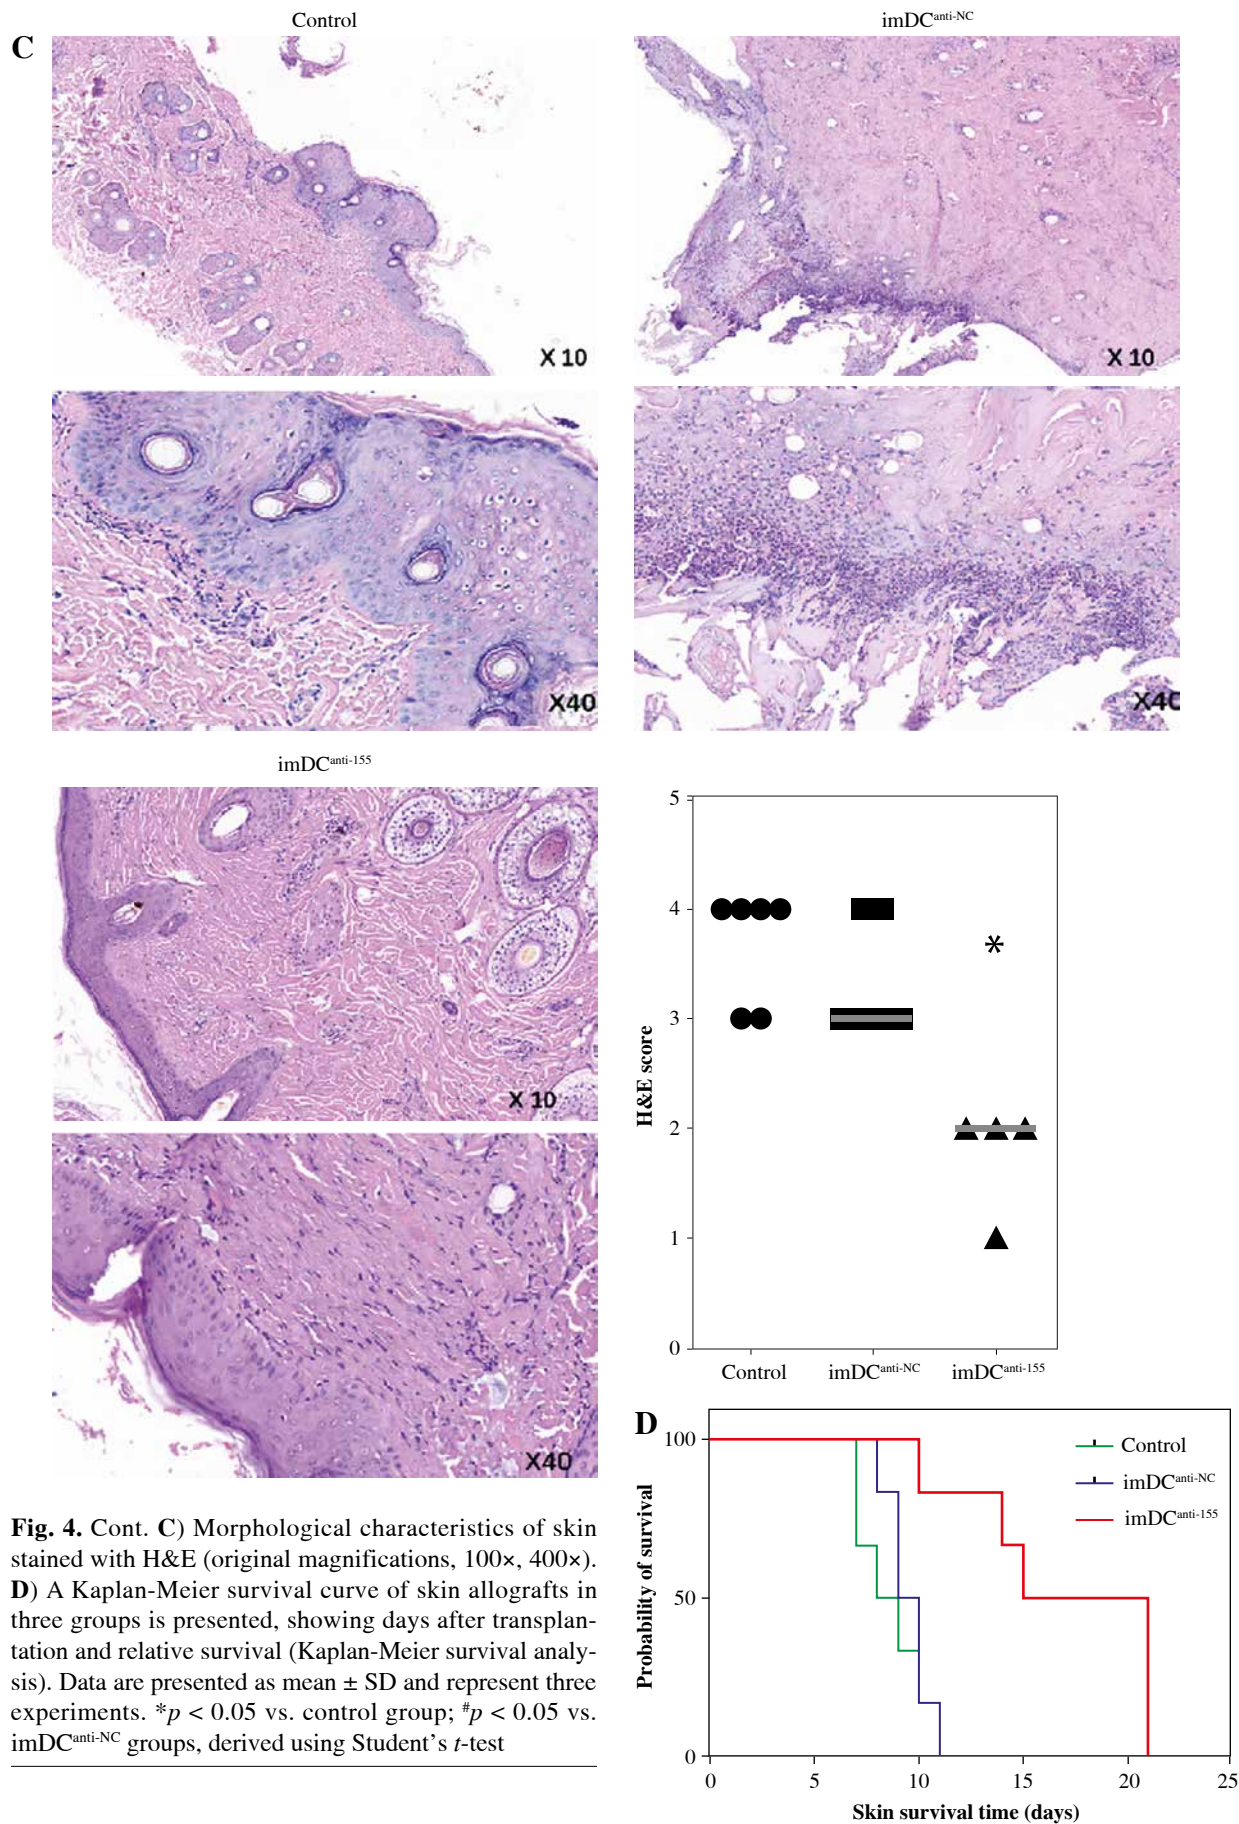 Control
imDCanti-NC
C
X 10
X 10
X40
X40
imDCanti-155
X 10
X40
5
4
3
2
1
0
H&E score
*
Control
imDCanti-NC
imDCanti-155
D
100
50
0
Probability of survival
Control
imDCanti-NC
imDCanti-155
0
5
10
15
20
25
Skin survival time (days)
Fig. 4. Cont. C) Morphological characteristics of skin
stained with H&E (original magnifications, 100×, 400×).
D) A Kaplan-Meier survival curve of skin allografts in
three groups is presented, showing days after transplan-
tation and relative survival (Kaplan-Meier survival analy-
sis). Data are presented as mean ± SD and represent three
experiments. *p < 0.05 vs. control group; #p < 0.05 vs.
imDCanti-NC groups, derived using Student's t-test